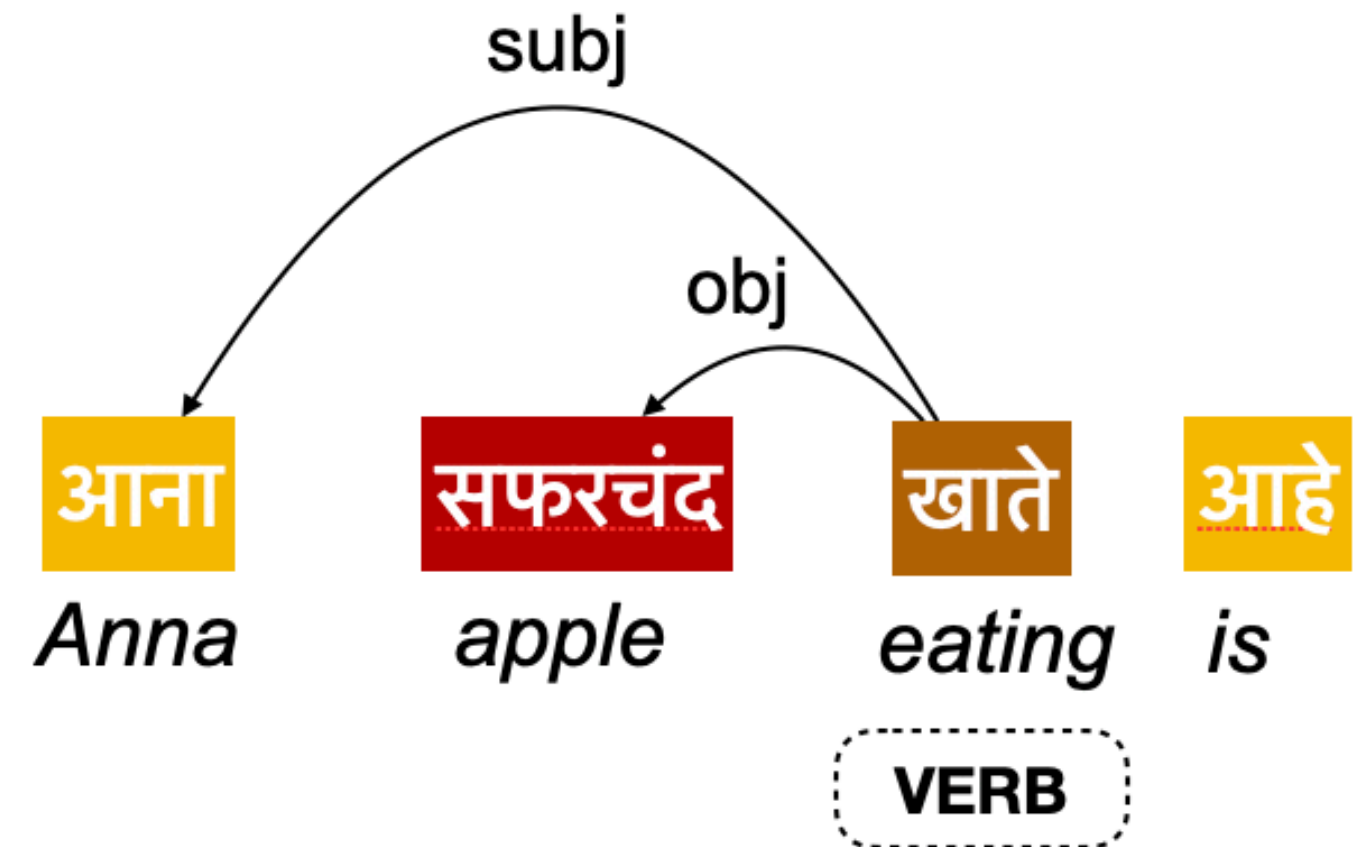 subj
obj
आना सफरचंद खाते आहे
Anna apple eating is
VERB